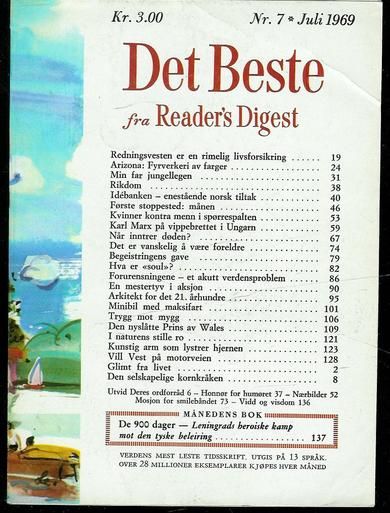 Kr. 3.00 Nr. 7 * Juli 1969
Det Beste
fra Reader's Digest
Redningsvesten er en rimelig livsforsikring ...... 19
Arizona: Fyrverkeri av farger ...... 24
Min far jungellegen ...... 31
Rikdom ...... 38
Idébanken – enestående norsk tiltak ...... 40
Første stoppested: månen ...... 46
Kvinner kontra menn i spørrespalten ...... 53
Karl Marx på vippebrettet i Ungarn ...... 59
Når inntrer døden? ...... 67
Det er vanskelig å være foreldre ...... 74
Begeistringens gave ...... 79
Hva er «soul»? ...... 82
Forurensningene – et akutt verdensproblem ...... 86
En mestertyv i aksjon ...... 90
Arkitekt for det 21. århundre ...... 95
Minibil med maksifart ...... 101
Trygg mot mygg ...... 106
Den nyslåtte Prins av Wales ...... 109
I naturens stille ro ...... 121
Kunstig arm som lystrer hjernen ...... 123
Vill Vest på motorveien ...... 128
Glimt fra livet ...... 2
Den selskapelige kornkråken ...... 8
Utvid Deres ordforråd 6 – Honnør for humøret 37 – Nærbilder 52
Mosjon for smilebåndet 73 – Vidd og visdom 136
MÅNEDENS BOK
De 900 dager — Leningrads heroiske kamp
mot den tyske beleiring ...... 137
VERDENS MEST LESTE TIDSSKRIFT. UTGIS PÅ 13 SPRÅK.
OVER 28 MILLIONER EKSEMPLARER KJØPES HVER MÅNED